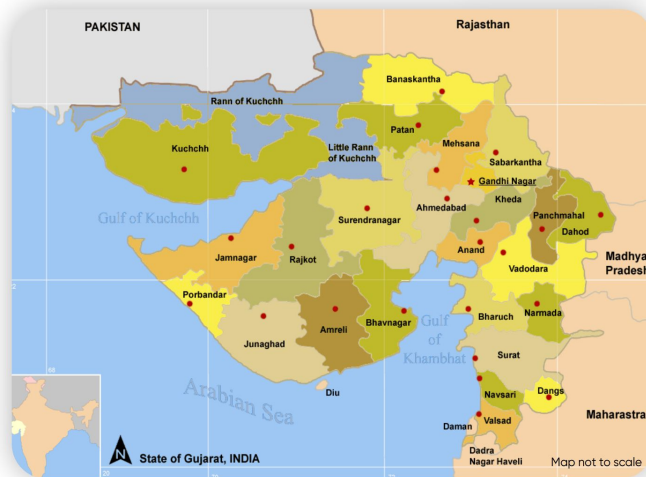 PAKISTAN
Rajasthan
Banaskantha
Rann of Kuchchh
Patan
Mehsana
Kuchchh
Little Rann
of Kuchchh
Sabarkantha
Gandhi Nagar
Ahmedabad
Kheda
Panchmahal
Dahod
Gulf of Kuchchh
Surendranagar
Jamnagar
Rajkot
Anand
Vadodara
Madhya
Pradesh
Porbandar
Junaghad
Amreli
Bhavnagar
Gulf
of
Khambhat
Bharuch
Narmada
Surat
Arabian Sea
Diu
Navsari
Dangs
Valsad
Daman
Maharastra
Dadra
Nagar Haveli
N
State of Gujarat, INDIA
Map not to scale